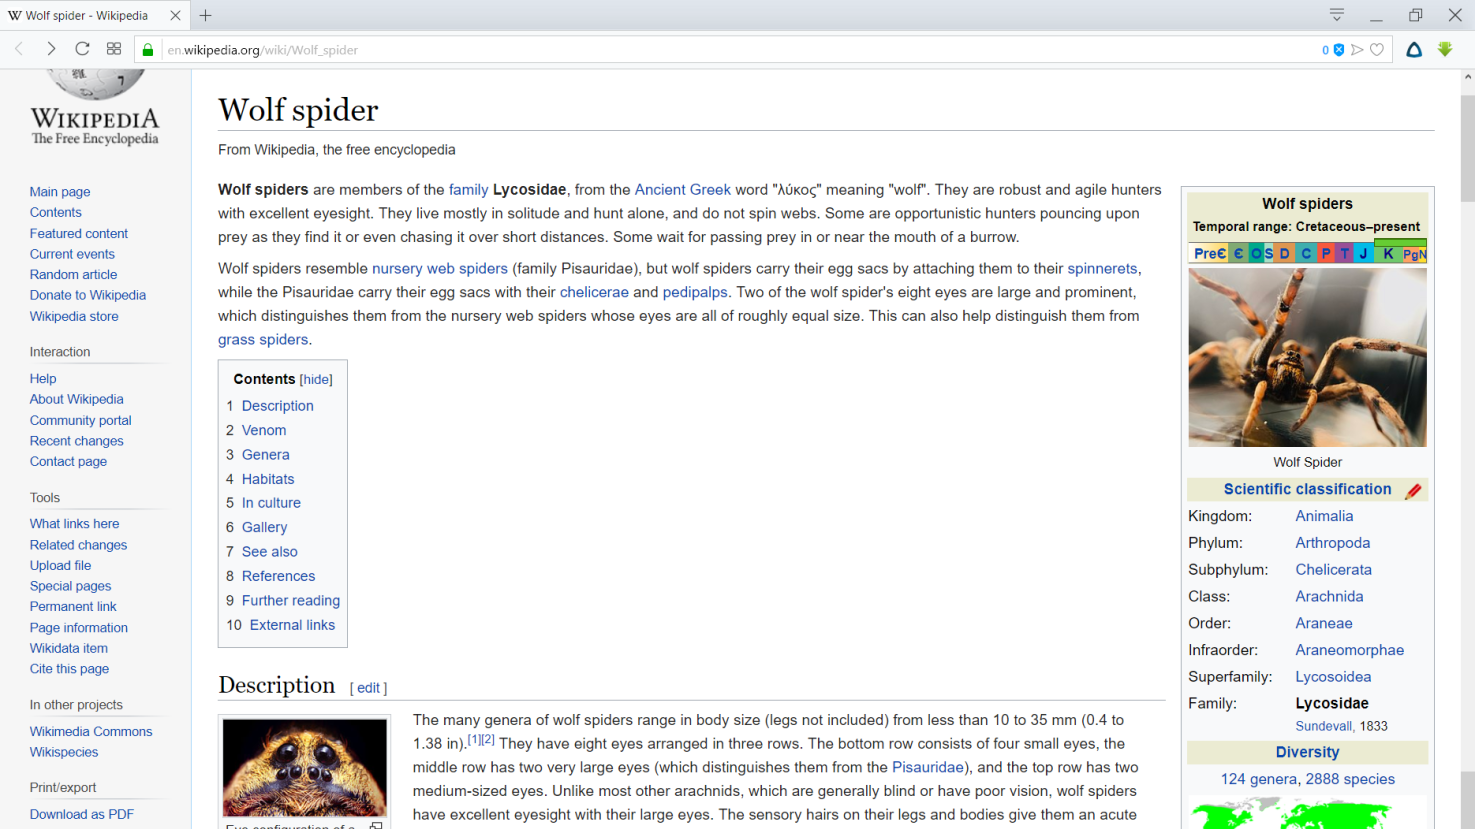 Wolf spider - Wikipedia
en.wikipedia.org/wiki/Wolf_spider
0
WIKIPEDIA
The Free Encyclopedia
Main page
Contents
Featured content
Current events
Random article
Donate to Wikipedia
Wikipedia store
Interaction
Help
About Wikipedia
Community portal
Recent changes
Contact page
Tools
What links here
Related changes
Upload file
Special pages
Permanent link
Page information
Wikidata item
Cite this page
In other projects
Wikimedia Commons
Wikispecies
Print/export
Download as PDF
Wolf spider
From Wikipedia, the free encyclopedia
Wolf spiders are members of the family Lycosidae, from the Ancient Greek word "λύκος" meaning "wolf". They are robust and agile hunters
with excellent eyesight. They live mostly in solitude and hunt alone, and do not spin webs. Some are opportunistic hunters pouncing upon
prey as they find it or even chasing it over short distances. Some wait for passing prey in or near the mouth of a burrow.
Wolf spiders resemble nursery web spiders (family Pisauridae), but wolf spiders carry their egg sacs by attaching them to their spinnerets,
while the Pisauridae carry their egg sacs with their chelicerae and pedipalps. Two of the wolf spider's eight eyes are large and prominent,
which distinguishes them from the nursery web spiders whose eyes are all of roughly equal size. This can also help distinguish them from
grass spiders.
Contents [hide]
1 Description
2 Venom
3 Genera
4 Habitats
5 In culture
6 Gallery
7 See also
8 References
9 Further reading
10 External links
Description [ edit ]
The many genera of wolf spiders range in body size (legs not included) from less than 10 to 35 mm (0.4 to
1.38 in).[1][2] They have eight eyes arranged in three rows. The bottom row consists of four small eyes, the
middle row has two very large eyes (which distinguishes them from the Pisauridae), and the top row has two
medium-sized eyes. Unlike most other arachnids, which are generally blind or have poor vision, wolf spiders
have excellent eyesight with their large eyes. The sensory hairs on their legs and bodies give them an acute
Eye configuration of a
Wolf spiders
Temporal range: Cretaceous–present
PreЄ Є O S D C P T J K PgN
Wolf Spider
Scientific classification
Kingdom: Animalia
Phylum: Arthropoda
Subphylum: Chelicerata
Class: Arachnida
Order: Araneae
Infraorder: Araneomorphae
Superfamily: Lycosoidea
Family: Lycosidae
Sundevall, 1833
Diversity
124 genera, 2888 species